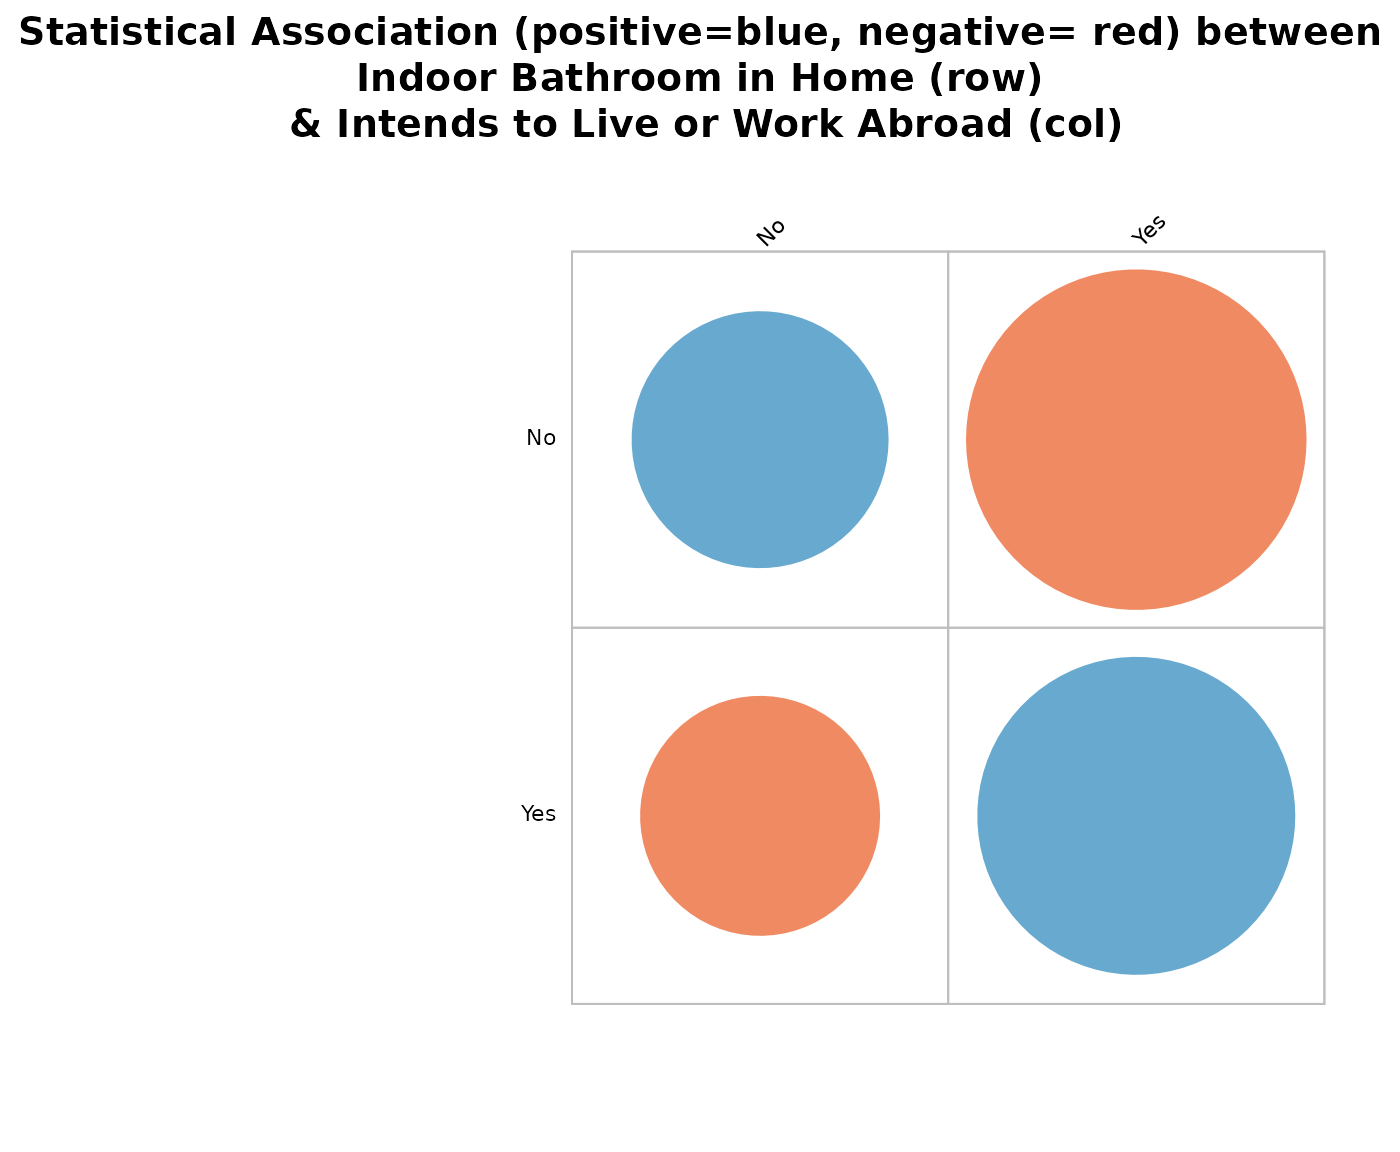 Statistical Association (positive=blue, negative= red) between
Indoor Bathroom in Home (row)
& Intends to Live or Work Abroad (col)
No
Yes
No
Yes